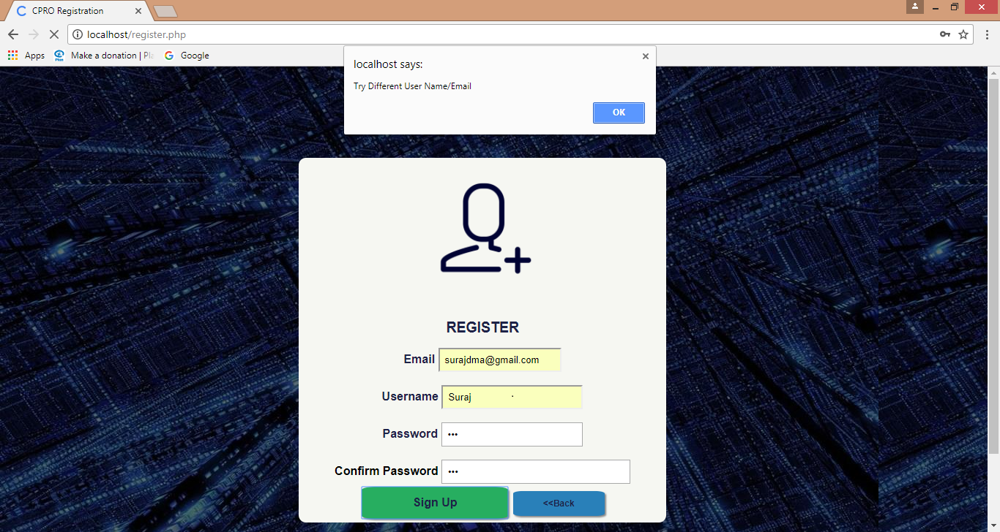 CPRO Registration
localhost/register.php
Apps
Make a donation | Pla
Google
localhost says:
Try Different User Name/Email
OK
REGISTER
Email surajdma@gmail.com
Username Suraj
Password •••
Confirm Password •••
Sign Up
<<Back